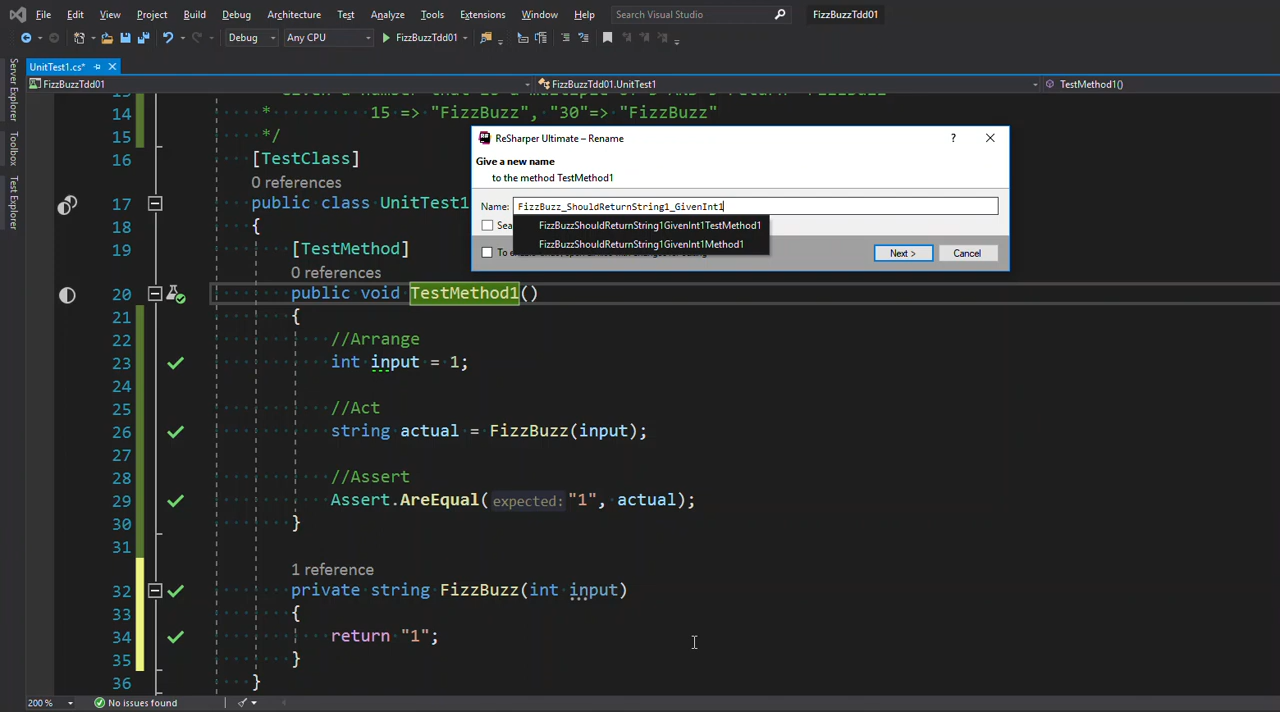 File Edit View Project Build Debug Architecture Test Analyze Tools Extensions Window Help Search Visual Studio FizzBuzzTdd01
Debug Any CPU FizzBuzzTdd01
UnitTest1.cs*
FizzBuzzTdd01 FizzBuzzTdd01.UnitTest1 TestMethod1()
Server Explorer
Toolbox
Test Explorer
14 * 15 => "FizzBuzz", "30"=> "FizzBuzz"
15 */
16 [TestClass]
0 references
17 public class UnitTest1
18 {
19 [TestMethod]
0 references
20 public void TestMethod1()
21 {
22 //Arrange
23 int input = 1;
24
25 //Act
26 string actual = FizzBuzz(input);
27
28 //Assert
29 Assert.AreEqual(expected: "1", actual);
30 }
31
1 reference
32 private string FizzBuzz(int input)
33 {
34 return "1";
35 }
36 }
ReSharper Ultimate – Rename ?
Give a new name
to the method TestMethod1
Name: FizzBuzz_ShouldReturnString1_GivenInt1
FizzBuzzShouldReturnString1GivenInt1TestMethod1
FizzBuzzShouldReturnString1GivenInt1Method1
Next > Cancel
200 % No issues found